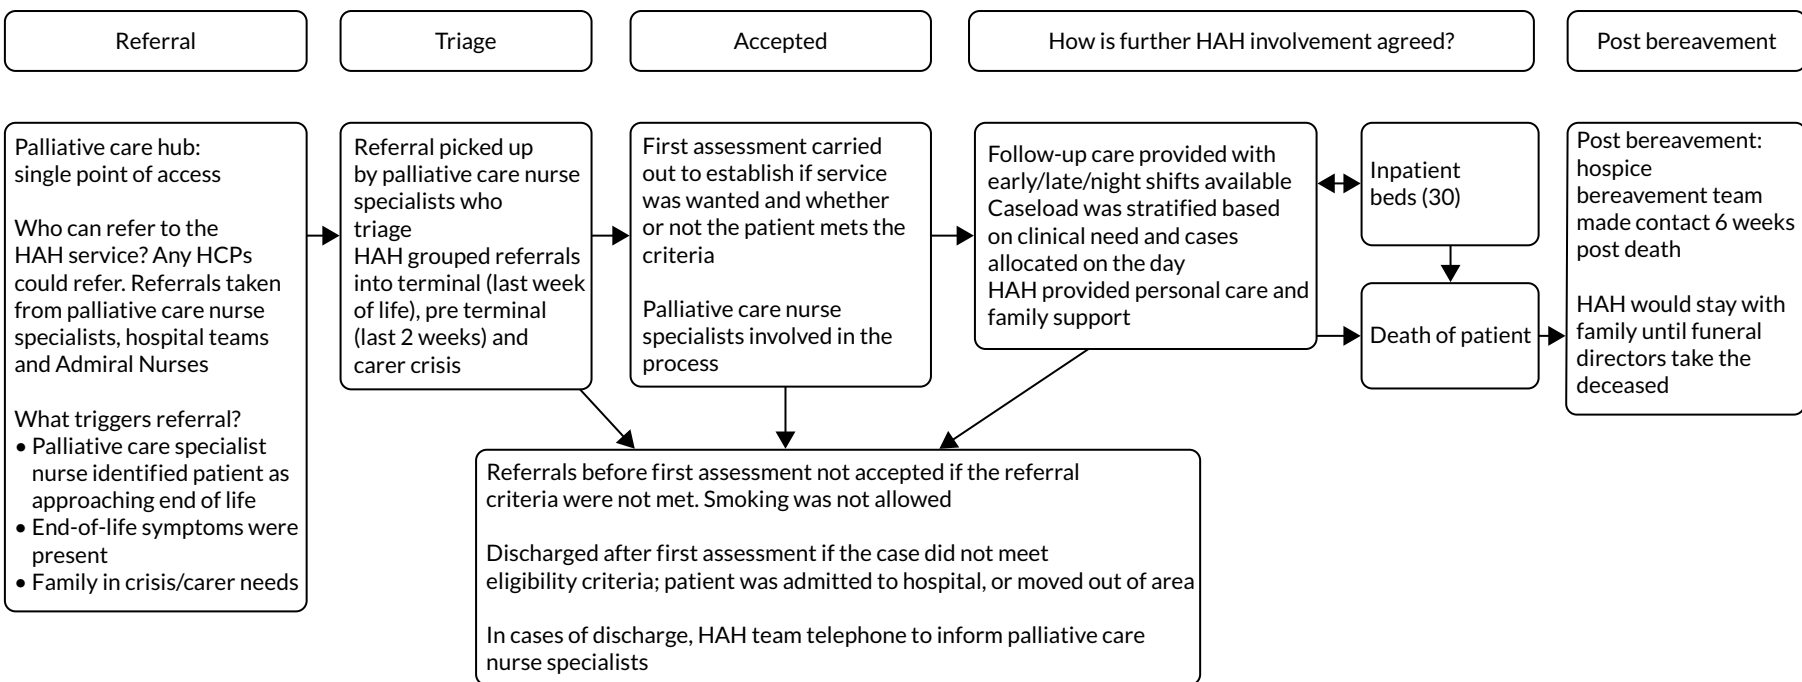 Referral
Triage
Accepted
How is further HAH involvement agreed?
Post bereavement
Palliative care hub:
single point of access
Who can refer to the
HAH service? Any HCPs
could refer. Referrals taken
from palliative care nurse
specialists, hospital teams
and Admiral Nurses
What triggers referral?
• Palliative care specialist
nurse identified patient as
approaching end of life
• End-of-life symptoms were
present
• Family in crisis/carer needs
Referral picked up
by palliative care nurse
specialists who
triage
HAH grouped referrals
into terminal (last week
of life), pre terminal
(last 2 weeks) and
carer crisis
First assessment carried
out to establish if service
was wanted and whether
or not the patient mets the
criteria
Palliative care nurse
specialists involved in the
process
Follow-up care provided with
early/late/night shifts available
Caseload was stratified based
on clinical need and cases
allocated on the day
HAH provided personal care and
family support
Inpatient
beds (30)
Death of patient
Post bereavement:
hospice
bereavement team
made contact 6 weeks
post death
HAH would stay with
family until funeral
directors take the
deceased
Referrals before first assessment not accepted if the referral
criteria were not met. Smoking was not allowed
Discharged after first assessment if the case did not meet
eligibility criteria; patient was admitted to hospital, or moved out of area
In cases of discharge, HAH team telephone to inform palliative care
nurse specialists